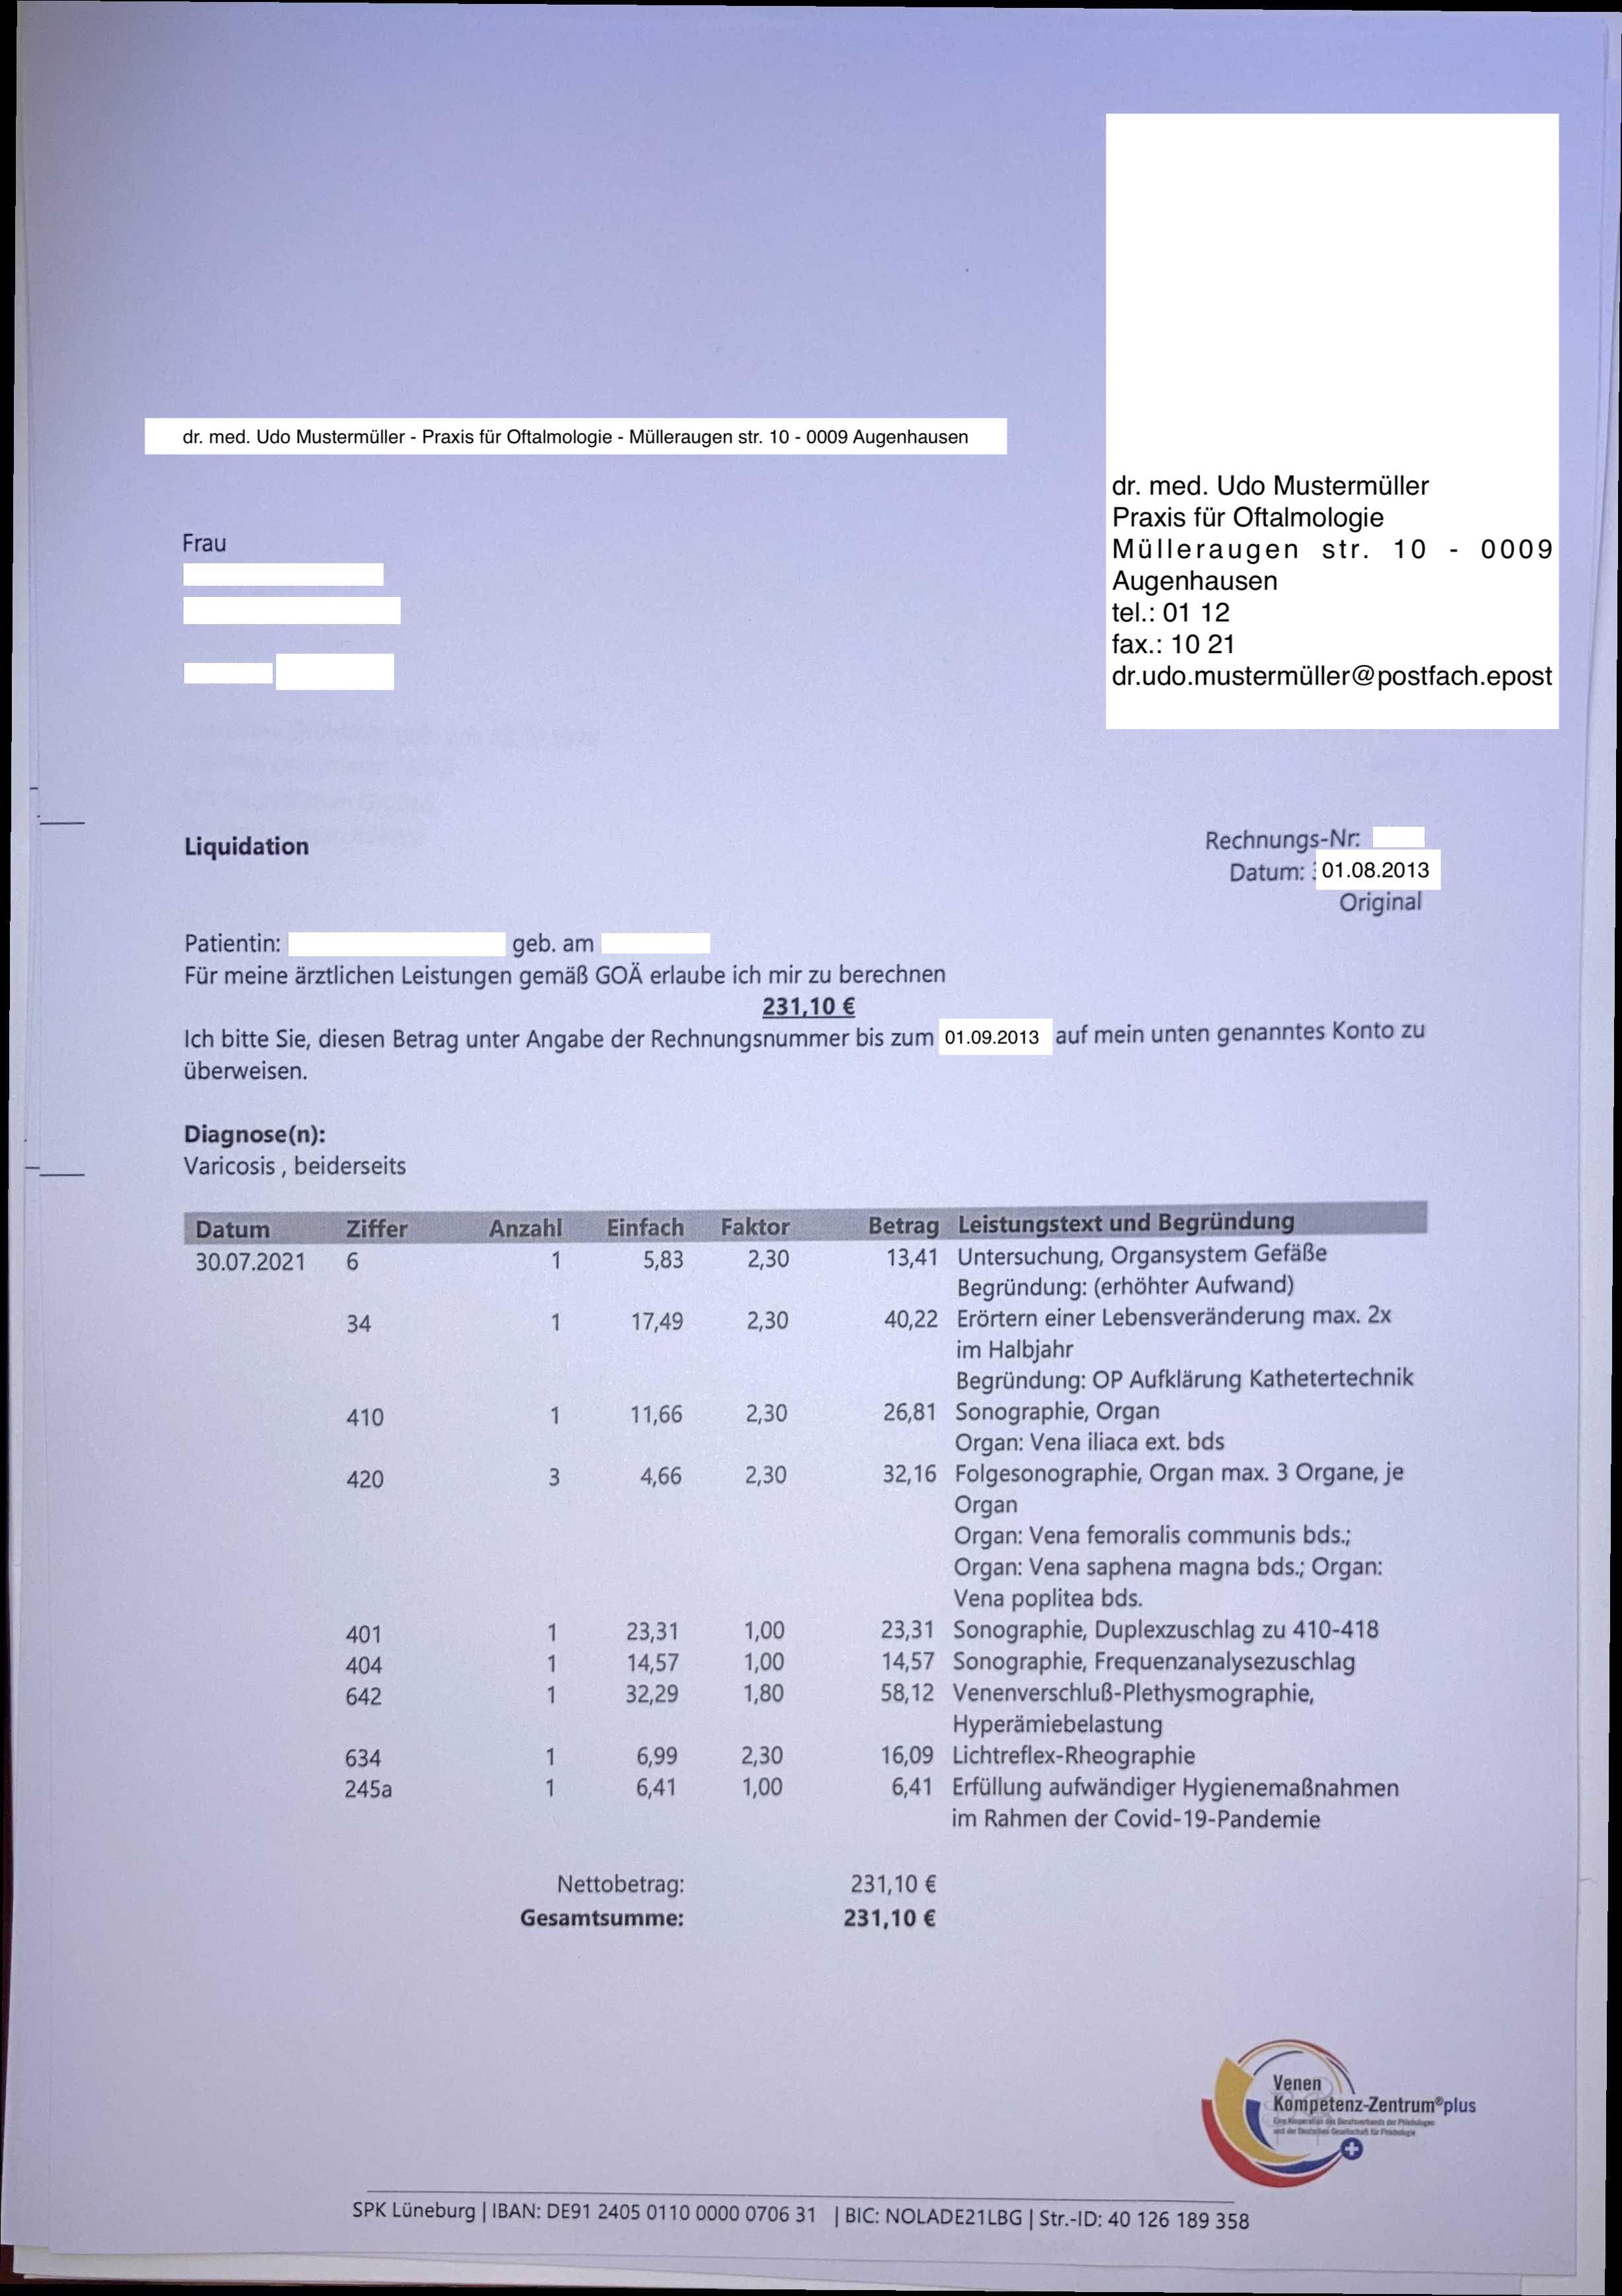 dr. med. Udo Mustermüller - Praxis für Oftalmologie - Mülleraugen str. 10 - 0009 Augenhausen
dr. med. Udo Mustermüller
Praxis für Oftalmologie
Mülleraugen str. 10 - 0009
Augenhausen
tel.: 01 12
fax.: 10 21
dr.udo.mustermüller@postfach.epost
Frau
Liquidation
Rechnungs-Nr:
Datum: 01.08.2013
Original
Patientin: geb. am
Für meine ärztlichen Leistungen gemäß GOÄ erlaube ich mir zu berechnen
231,10 €
Ich bitte Sie, diesen Betrag unter Angabe der Rechnungsnummer bis zum 01.09.2013 auf mein unten genanntes Konto zu
überweisen.
Diagnose(n):
Varicosis , beiderseits
Datum Ziffer Anzahl Einfach Faktor Betrag Leistungstext und Begründung
30.07.2021 6 1 5,83 2,30 13,41 Untersuchung, Organsystem Gefäße
Begründung: (erhöhter Aufwand)
34 1 17,49 2,30 40,22 Erörtern einer Lebensveränderung max. 2x
im Halbjahr
Begründung: OP Aufklärung Kathetertechnik
410 1 11,66 2,30 26,81 Sonographie, Organ
Organ: Vena iliaca ext. bds
420 3 4,66 2,30 32,16 Folgesonographie, Organ max. 3 Organe, je
Organ
Organ: Vena femoralis communis bds.;
Organ: Vena saphena magna bds.; Organ:
Vena poplitea bds.
401 1 23,31 1,00 23,31 Sonographie, Duplexzuschlag zu 410-418
404 1 14,57 1,00 14,57 Sonographie, Frequenzanalysezuschlag
642 1 32,29 1,80 58,12 Venenverschluß-Plethysmographie,
Hyperämiebelastung
634 1 6,99 2,30 16,09 Lichtreflex-Rheographie
245a 1 6,41 1,00 6,41 Erfüllung aufwändiger Hygienemaßnahmen
im Rahmen der Covid-19-Pandemie
Nettobetrag: 231,10 €
Gesamtsumme: 231,10 €
Venen
Kompetenz-Zentrum®plus
Eine Kooperation des Berufsverbands der Phlebologen
und der Deutschen Gesellschaft für Phlebologie
SPK Lüneburg | IBAN: DE91 2405 0110 0000 0706 31 | BIC: NOLADE21LBG | Str.-ID: 40 126 189 358